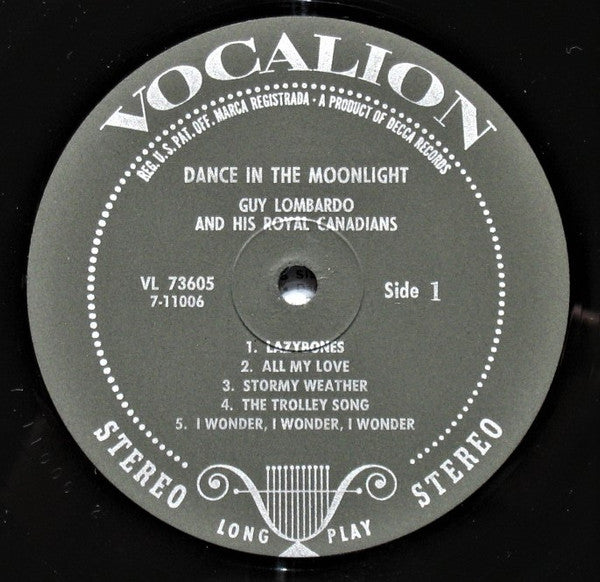 VOCALION
REG. U.S. PAT. OFF. MARCA REGISTRADA · A PRODUCT OF DECCA RECORDS
DANCE IN THE MOONLIGHT
GUY LOMBARDO
AND HIS ROYAL CANADIANS
VL 73605
7-11006
Side 1
1. LAZYBONES
2. ALL MY LOVE
3. STORMY WEATHER
4. THE TROLLEY SONG
5. I WONDER, I WONDER, I WONDER
STEREO
LONG PLAY
STEREO